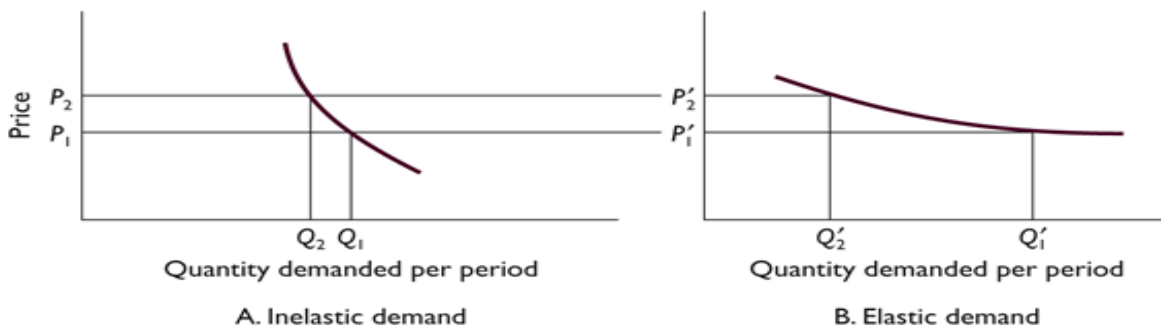 Price
P₂
P₁
Q₂ Q₁
Quantity demanded per period
A. Inelastic demand
P′₂
P′₁
Q′₂ Q′₁
Quantity demanded per period
B. Elastic demand